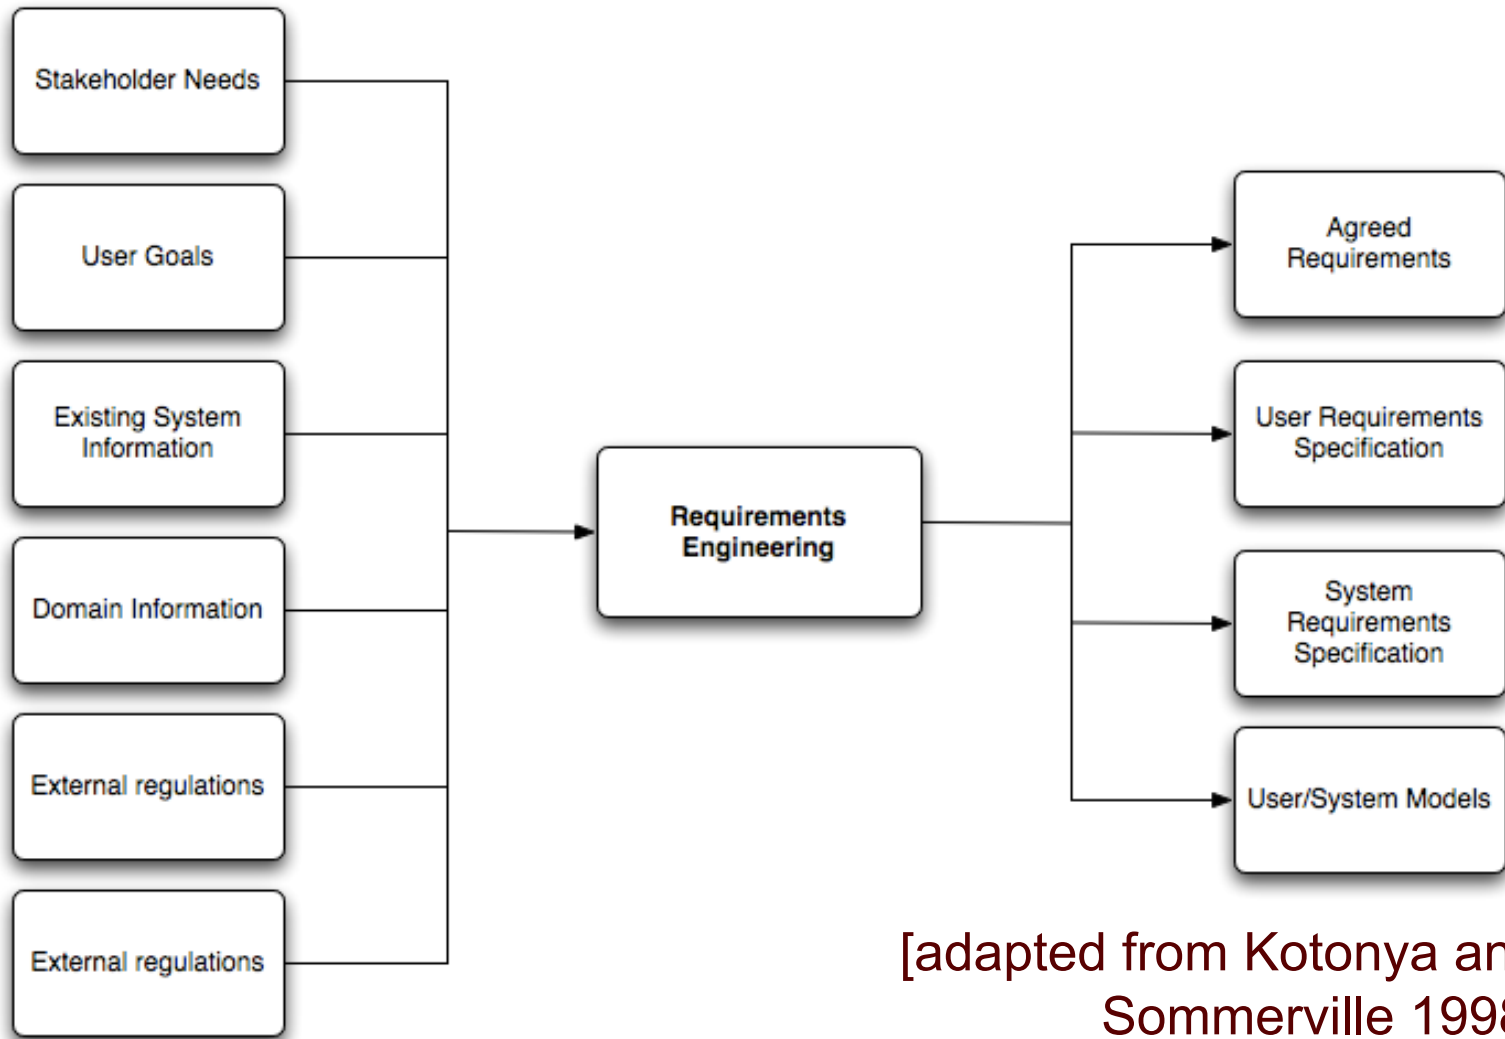 Stakeholder Needs
User Goals
Existing System
Information
Domain Information
External regulations
External regulations
Requirements
Engineering
Agreed
Requirements
User Requirements
Specification
System
Requirements
Specification
User/System Models
[adapted from Kotonya an
Sommerville 1998